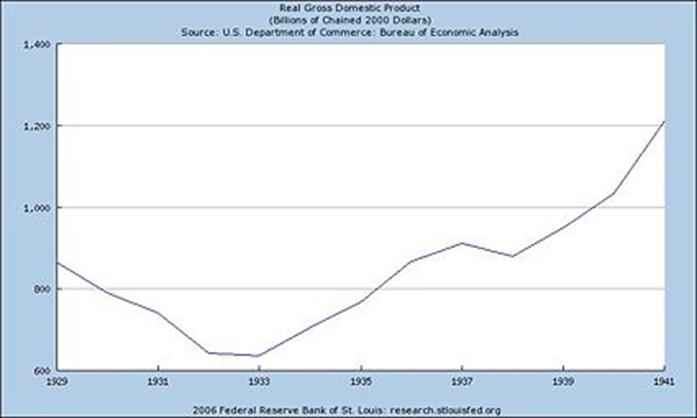 Real Gross Domestic Product
(Billions of Chained 2000 Dollars)
Source: U.S. Department of Commerce: Bureau of Economic Analysis
1,400
1,200
1,000
800
600
1929 1931 1933 1935 1937 1939 1941
2006 Federal Reserve Bank of St. Louis: research.stlouisfed.org